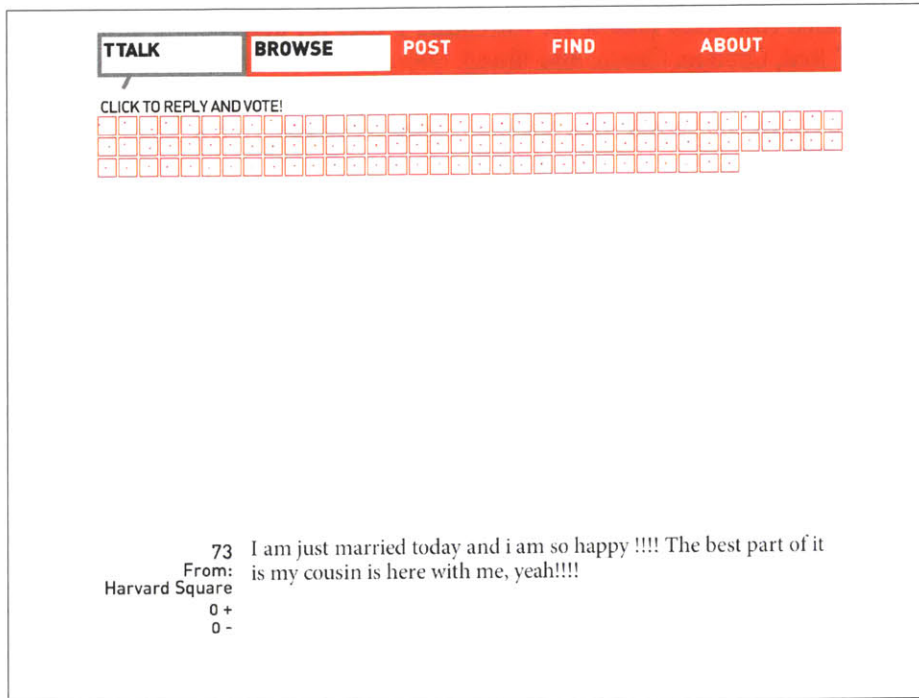 TTALK BROWSE POST FIND ABOUT
CLICK TO REPLY AND VOTE!
73 I am just married today and i am so happy !!!! The best part of it
From: is my cousin is here with me, yeah!!!!
Harvard Square
0 +
0 -